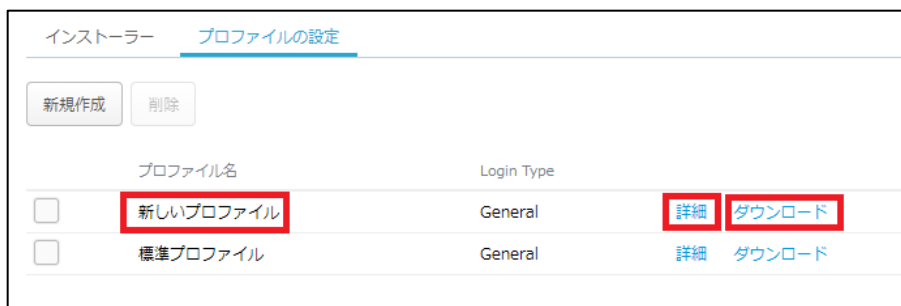 インストーラー プロファイルの設定
新規作成 削除
プロファイル名 Login Type
新しいプロファイル General 詳細 ダウンロード
標準プロファイル General 詳細 ダウンロード